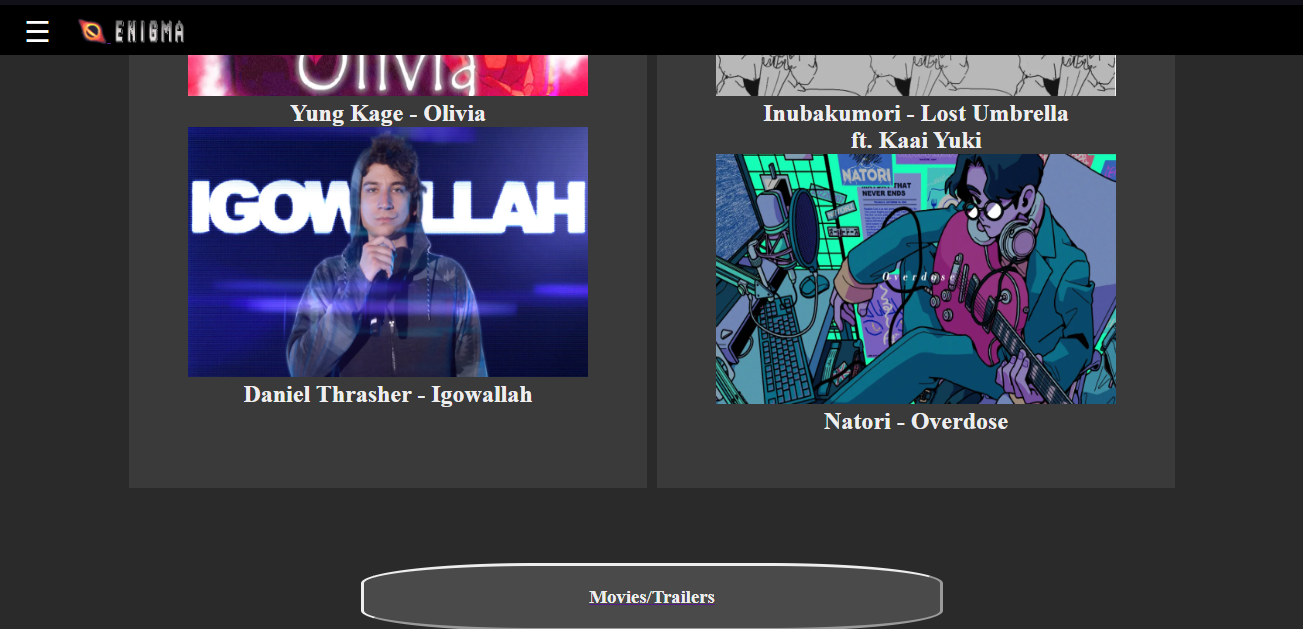 ☰ ENIGMA
Olivia
Yung Kage - Olivia
IGOWALLAH
Daniel Thrasher - Igowallah
Inubakumori - Lost Umbrella
ft. Kaai Yuki
NATORI
THAT
NEVER ENDS
Overdose
Natori - Overdose
Movies/Trailers